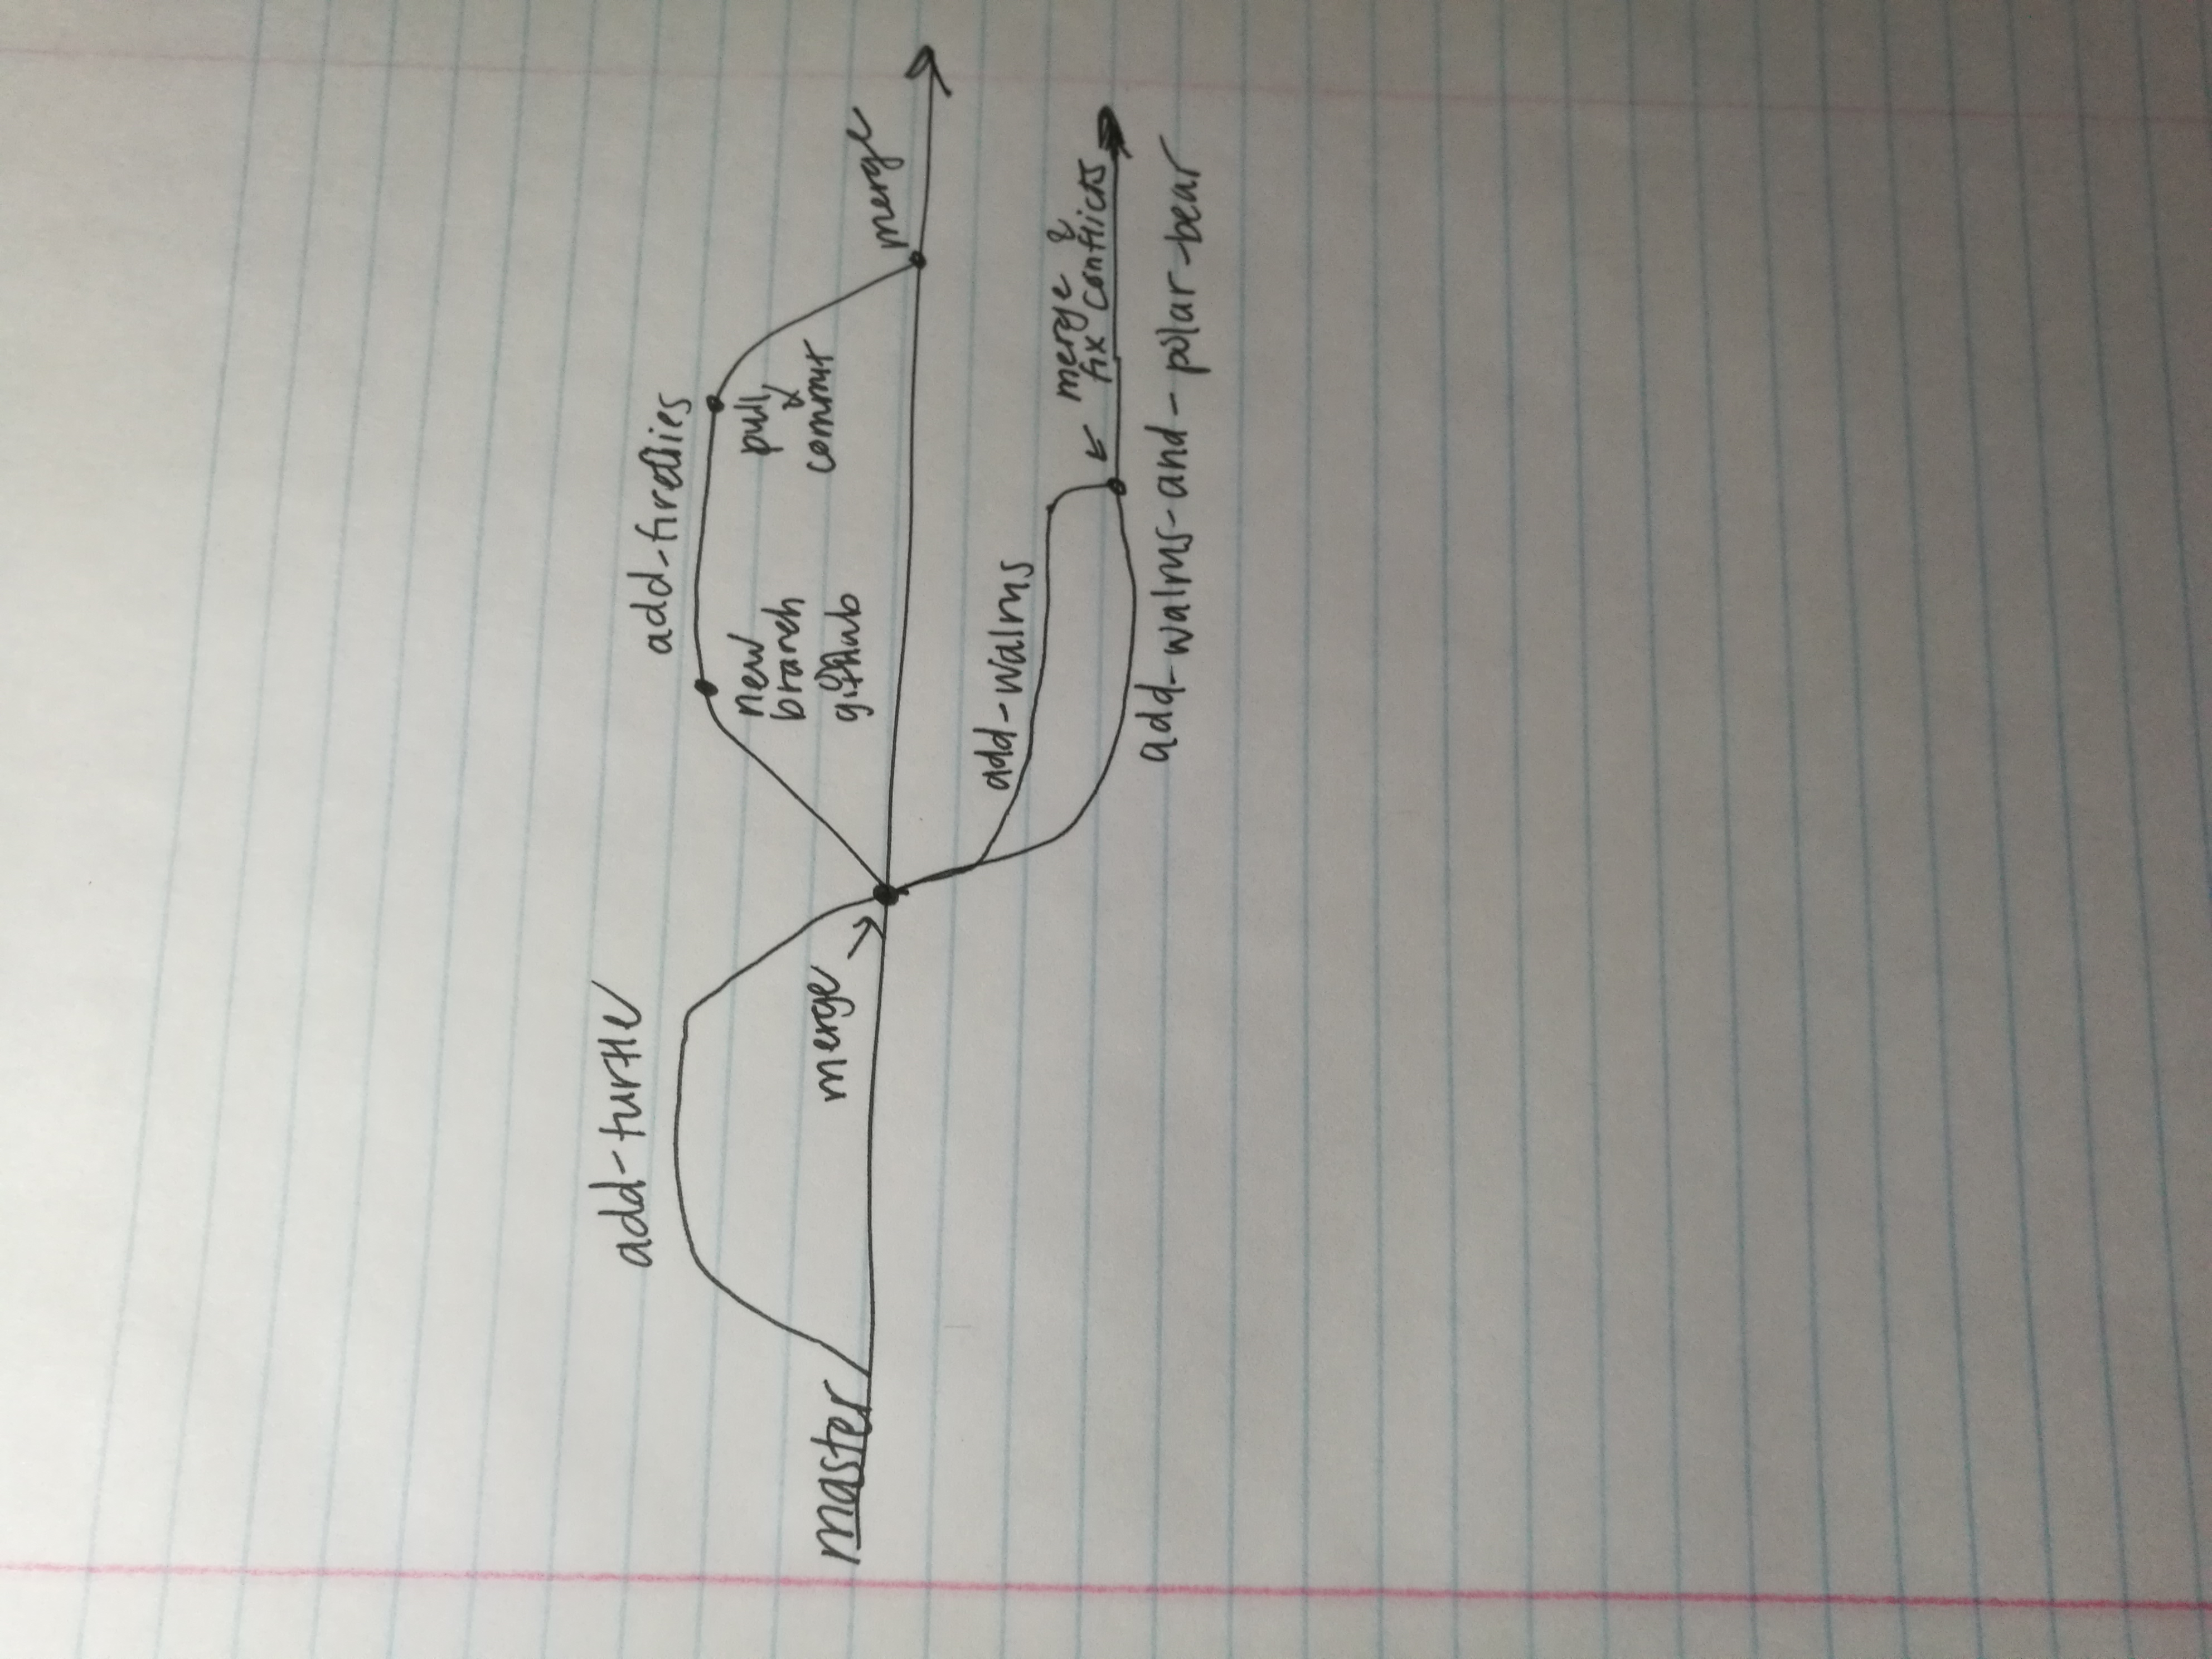 add-turtle
add-fireflies
new
branch
github
pull
&
commit
merge
merge
master
add-walrus
merge &
fix conflicts
add-walrus-and-polar-bear